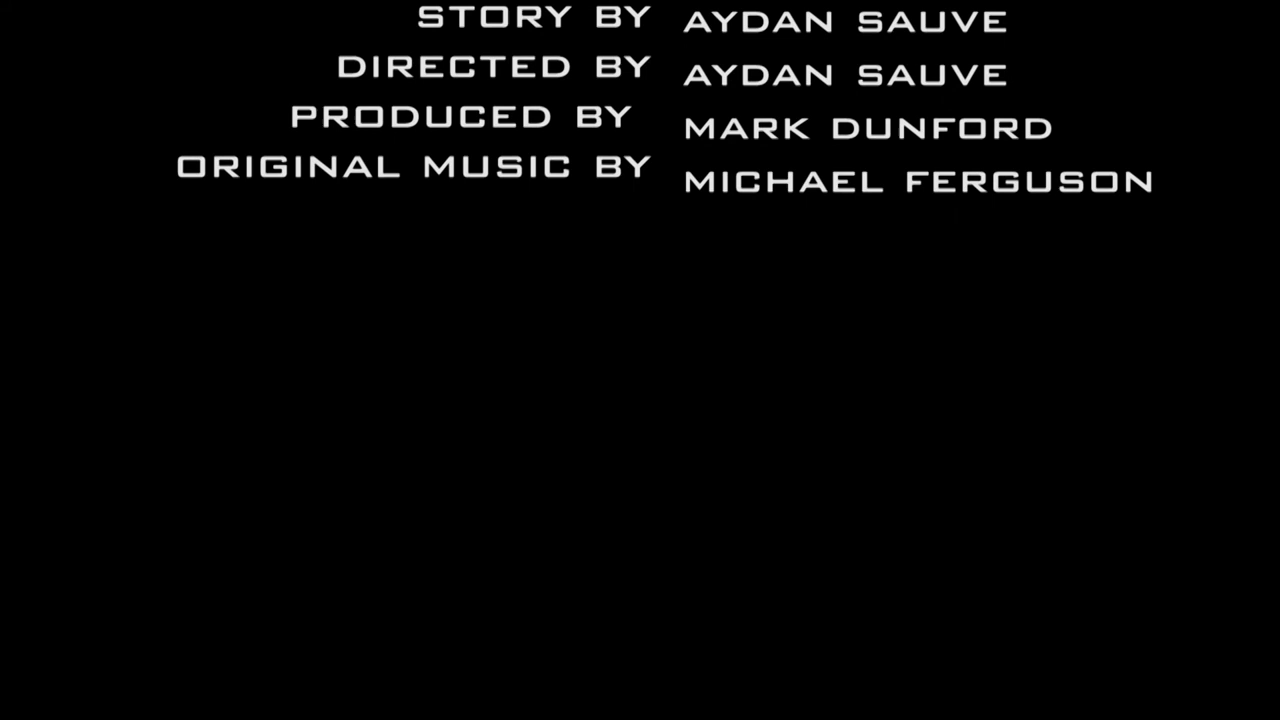 STORY BY AYDAN SAUVE
DIRECTED BY AYDAN SAUVE
PRODUCED BY MARK DUNFORD
ORIGINAL MUSIC BY MICHAEL FERGUSON